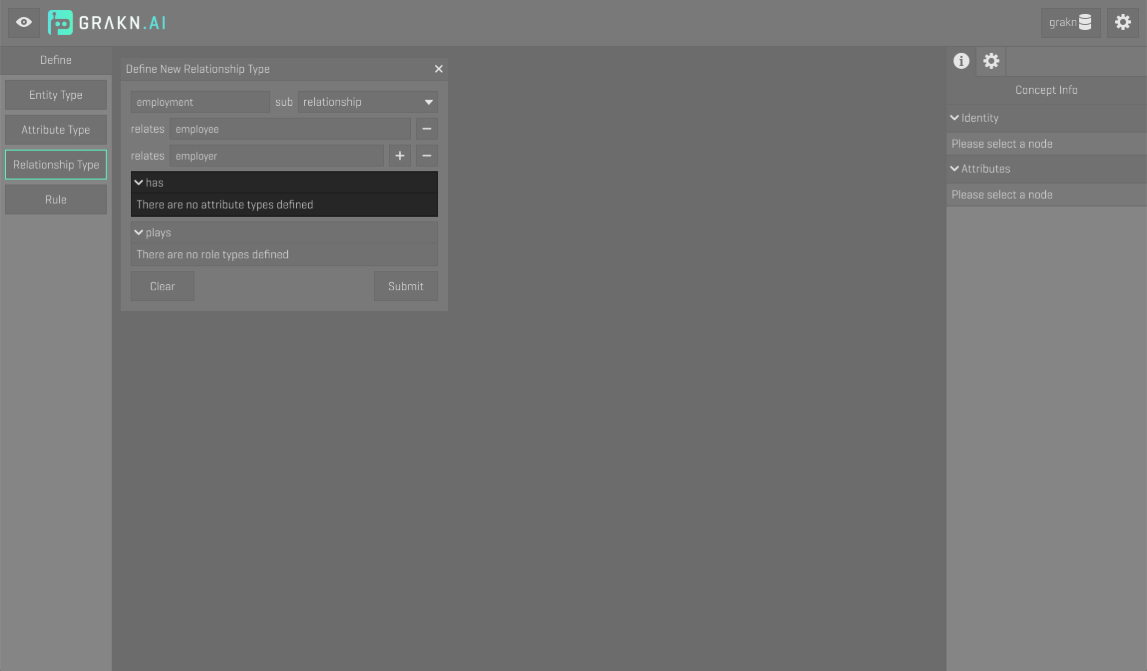 GRAKN.AI
grakn
Define
Entity Type
Attribute Type
Relationship Type
Rule
Define New Relationship Type
employment sub relationship
relates employee
relates employer
has
There are no attribute types defined
plays
There are no role types defined
Clear Submit
Concept Info
Identity
Please select a node
Attributes
Please select a node